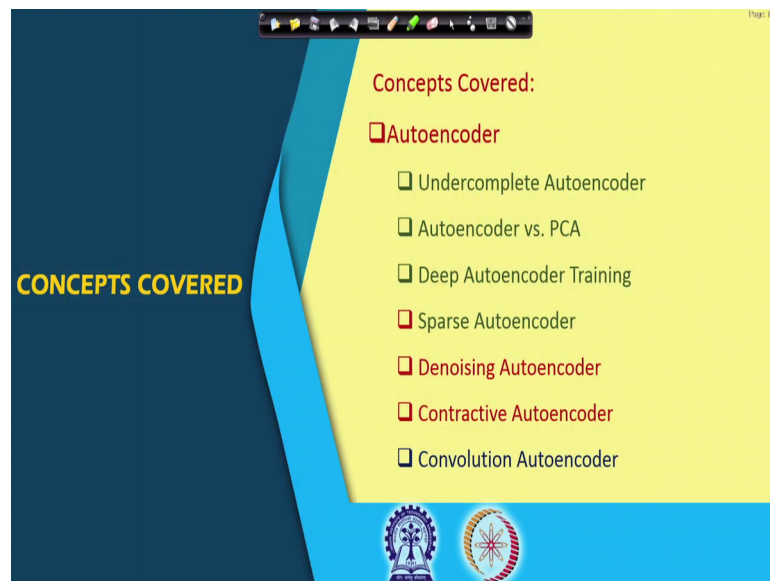 Page:
CONCEPTS COVERED
Concepts Covered:
Autoencoder
Undercomplete Autoencoder
Autoencoder vs. PCA
Deep Autoencoder Training
Sparse Autoencoder
Denoising Autoencoder
Contractive Autoencoder
Convolution Autoencoder